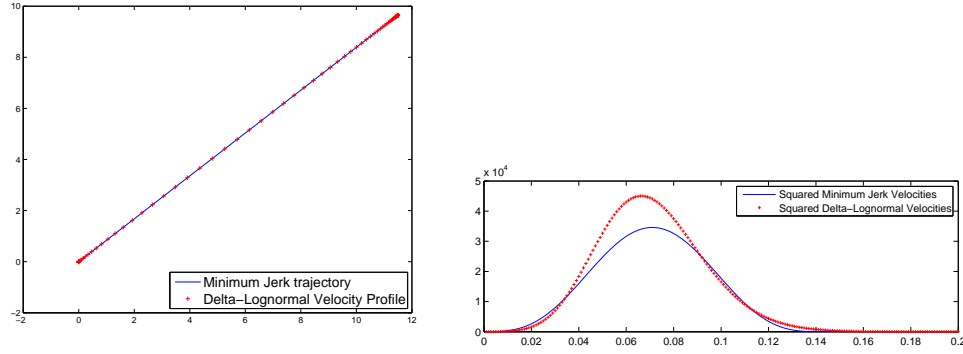 10
8
6
4
2
0
−2
−2 0 2 4 6 8 10 12
Minimum Jerk trajectory
Delta−Lognormal Velocity Profile
x 10^4
5
4
3
2
1
0
0 0.02 0.04 0.06 0.08 0.1 0.12 0.14 0.16 0.18 0.2
Squared Minimum Jerk Velocities
Squared Delta−Lognormal Velocities